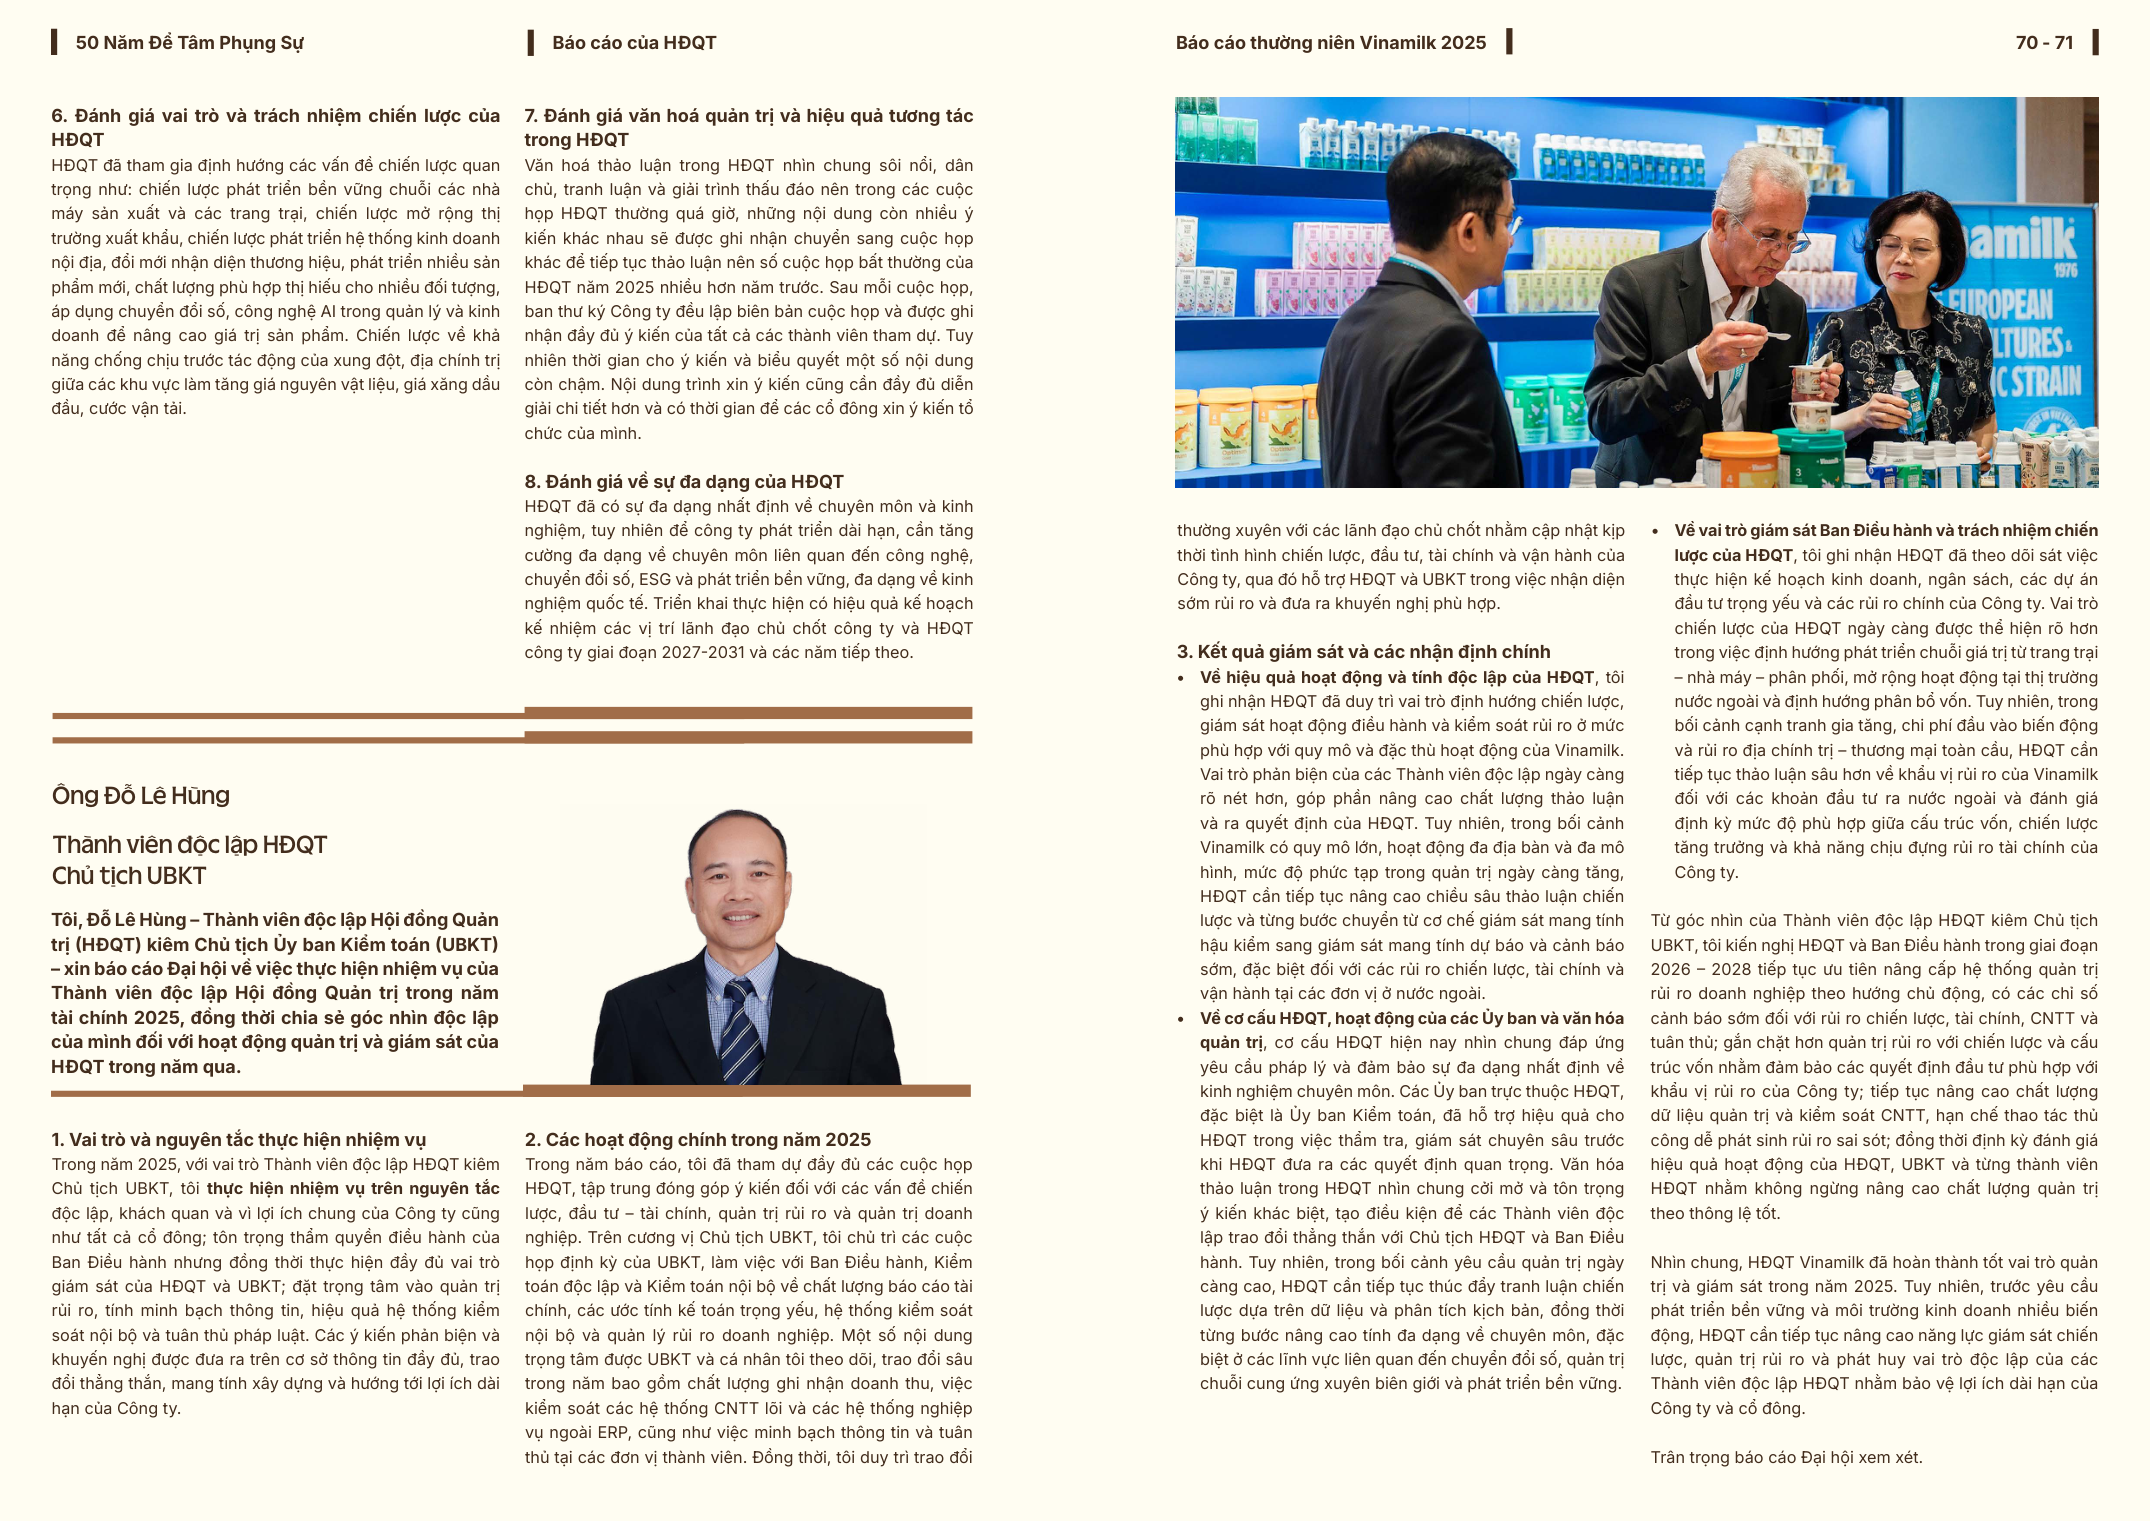 50 Năm Để Tâm Phụng Sự
Báo cáo của HĐQT
Báo cáo thường niên Vinamilk 2025
70 - 71
6. Đánh giá vai trò và trách nhiệm chiến lược của
HĐQT
HĐQT đã tham gia định hướng các vấn đề chiến lược quan
trọng như: chiến lược phát triển bền vững chuỗi các nhà
máy sản xuất và các trang trại, chiến lược mở rộng thị
trường xuất khẩu, chiến lược phát triển hệ thống kinh doanh
nội địa, đổi mới nhận diện thương hiệu, phát triển nhiều sản
phẩm mới, chất lượng phù hợp thị hiếu cho nhiều đối tượng,
áp dụng chuyển đổi số, công nghệ AI trong quản lý và kinh
doanh để nâng cao giá trị sản phẩm. Chiến lược về khả
năng chống chịu trước tác động của xung đột, địa chính trị
giữa các khu vực làm tăng giá nguyên vật liệu, giá xăng dầu
đầu, cước vận tải.
7. Đánh giá văn hoá quản trị và hiệu quả tương tác
trong HĐQT
Văn hoá thảo luận trong HĐQT nhìn chung sôi nổi, dân
chủ, tranh luận và giải trình thấu đáo nên trong các cuộc
họp HĐQT thường quá giờ, những nội dung còn nhiều ý
kiến khác nhau sẽ được ghi nhận chuyển sang cuộc họp
khác để tiếp tục thảo luận nên số cuộc họp bất thường của
HĐQT năm 2025 nhiều hơn năm trước. Sau mỗi cuộc họp,
ban thư ký Công ty đều lập biên bản cuộc họp và được ghi
nhận đầy đủ ý kiến của tất cả các thành viên tham dự. Tuy
nhiên thời gian cho ý kiến và biểu quyết một số nội dung
còn chậm. Nội dung trình xin ý kiến cũng cần đầy đủ diễn
giải chi tiết hơn và có thời gian để các cổ đông xin ý kiến tổ
chức của mình.
8. Đánh giá về sự đa dạng của HĐQT
HĐQT đã có sự đa dạng nhất định về chuyên môn và kinh
nghiệm, tuy nhiên để công ty phát triển dài hạn, cần tăng
cường đa dạng về chuyên môn liên quan đến công nghệ,
chuyển đổi số, ESG và phát triển bền vững, đa dạng về kinh
nghiệm quốc tế. Triển khai thực hiện có hiệu quả kế hoạch
kế nhiệm các vị trí lãnh đạo chủ chốt công ty và HĐQT
công ty giai đoạn 2027-2031 và các năm tiếp theo.
Ông Đỗ Lê Hùng
Thành viên độc lập HĐQT
Chủ tịch UBKT
Tôi, Đỗ Lê Hùng – Thành viên độc lập Hội đồng Quản
trị (HĐQT) kiêm Chủ tịch Ủy ban Kiểm toán (UBKT)
– xin báo cáo Đại hội về việc thực hiện nhiệm vụ của
Thành viên độc lập Hội đồng Quản trị trong năm
tài chính 2025, đồng thời chia sẻ góc nhìn độc lập
của mình đối với hoạt động quản trị và giám sát của
HĐQT trong năm qua.
1. Vai trò và nguyên tắc thực hiện nhiệm vụ
Trong năm 2025, với vai trò Thành viên độc lập HĐQT kiêm
Chủ tịch UBKT, tôi thực hiện nhiệm vụ trên nguyên tắc
độc lập, khách quan và vì lợi ích chung của Công ty cũng
như tất cả cổ đông; tôn trọng thẩm quyền điều hành của
Ban Điều hành nhưng đồng thời thực hiện đầy đủ vai trò
giám sát của HĐQT và UBKT; đặt trọng tâm vào quản trị
rủi ro, tính minh bạch thông tin, hiệu quả hệ thống kiểm
soát nội bộ và tuân thủ pháp luật. Các ý kiến phản biện và
khuyến nghị được đưa ra trên cơ sở thông tin đầy đủ, trao
đổi thẳng thắn, mang tính xây dựng và hướng tới lợi ích dài
hạn của Công ty.
2. Các hoạt động chính trong năm 2025
Trong năm báo cáo, tôi đã tham dự đầy đủ các cuộc họp
HĐQT, tập trung đóng góp ý kiến đối với các vấn đề chiến
lược, đầu tư – tài chính, quản trị rủi ro và quản trị doanh
nghiệp. Trên cương vị Chủ tịch UBKT, tôi chủ trì các cuộc
họp định kỳ của UBKT, làm việc với Ban Điều hành, Kiểm
toán độc lập và Kiểm toán nội bộ về chất lượng báo cáo tài
chính, các ước tính kế toán trọng yếu, hệ thống kiểm soát
nội bộ và quản lý rủi ro doanh nghiệp. Một số nội dung
trọng tâm được UBKT và cá nhân tôi theo dõi, trao đổi sâu
trong năm bao gồm chất lượng ghi nhận doanh thu, việc
kiểm soát các hệ thống CNTT lõi và các hệ thống nghiệp
vụ ngoài ERP, cũng như việc minh bạch thông tin và tuân
thủ tại các đơn vị thành viên. Đồng thời, tôi duy trì trao đổi
amilk
1976
EUROPEAN
LTURES &
IC STRAIN
thường xuyên với các lãnh đạo chủ chốt nhằm cập nhật kịp
thời tình hình chiến lược, đầu tư, tài chính và vận hành của
Công ty, qua đó hỗ trợ HĐQT và UBKT trong việc nhận diện
sớm rủi ro và đưa ra khuyến nghị phù hợp.
3. Kết quả giám sát và các nhận định chính
• Về hiệu quả hoạt động và tính độc lập của HĐQT, tôi
ghi nhận HĐQT đã duy trì vai trò định hướng chiến lược,
giám sát hoạt động điều hành và kiểm soát rủi ro ở mức
phù hợp với quy mô và đặc thù hoạt động của Vinamilk.
Vai trò phản biện của các Thành viên độc lập ngày càng
rõ nét hơn, góp phần nâng cao chất lượng thảo luận
và ra quyết định của HĐQT. Tuy nhiên, trong bối cảnh
Vinamilk có quy mô lớn, hoạt động đa địa bàn và đa mô
hình, mức độ phức tạp trong quản trị ngày càng tăng,
HĐQT cần tiếp tục nâng cao chiều sâu thảo luận chiến
lược và từng bước chuyển từ cơ chế giám sát mang tính
hậu kiểm sang giám sát mang tính dự báo và cảnh báo
sớm, đặc biệt đối với các rủi ro chiến lược, tài chính và
vận hành tại các đơn vị ở nước ngoài.
• Về cơ cấu HĐQT, hoạt động của các Ủy ban và văn hóa
quản trị, cơ cấu HĐQT hiện nay nhìn chung đáp ứng
yêu cầu pháp lý và đảm bảo sự đa dạng nhất định về
kinh nghiệm chuyên môn. Các Ủy ban trực thuộc HĐQT,
đặc biệt là Ủy ban Kiểm toán, đã hỗ trợ hiệu quả cho
HĐQT trong việc thẩm tra, giám sát chuyên sâu trước
khi HĐQT đưa ra các quyết định quan trọng. Văn hóa
thảo luận trong HĐQT nhìn chung cởi mở và tôn trọng
ý kiến khác biệt, tạo điều kiện để các Thành viên độc
lập trao đổi thẳng thắn với Chủ tịch HĐQT và Ban Điều
hành. Tuy nhiên, trong bối cảnh yêu cầu quản trị ngày
càng cao, HĐQT cần tiếp tục thúc đẩy tranh luận chiến
lược dựa trên dữ liệu và phân tích kịch bản, đồng thời
từng bước nâng cao tính đa dạng về chuyên môn, đặc
biệt ở các lĩnh vực liên quan đến chuyển đổi số, quản trị
chuỗi cung ứng xuyên biên giới và phát triển bền vững.
• Về vai trò giám sát Ban Điều hành và trách nhiệm chiến
lược của HĐQT, tôi ghi nhận HĐQT đã theo dõi sát việc
thực hiện kế hoạch kinh doanh, ngân sách, các dự án
đầu tư trọng yếu và các rủi ro chính của Công ty. Vai trò
chiến lược của HĐQT ngày càng được thể hiện rõ hơn
trong việc định hướng phát triển chuỗi giá trị từ trang trại
– nhà máy – phân phối, mở rộng hoạt động tại thị trường
nước ngoài và định hướng phân bổ vốn. Tuy nhiên, trong
bối cảnh cạnh tranh gia tăng, chi phí đầu vào biến động
và rủi ro địa chính trị – thương mại toàn cầu, HĐQT cần
tiếp tục thảo luận sâu hơn về khẩu vị rủi ro của Vinamilk
đối với các khoản đầu tư ra nước ngoài và đánh giá
định kỳ mức độ phù hợp giữa cấu trúc vốn, chiến lược
tăng trưởng và khả năng chịu đựng rủi ro tài chính của
Công ty.
Từ góc nhìn của Thành viên độc lập HĐQT kiêm Chủ tịch
UBKT, tôi kiến nghị HĐQT và Ban Điều hành trong giai đoạn
2026 – 2028 tiếp tục ưu tiên nâng cấp hệ thống quản trị
rủi ro doanh nghiệp theo hướng chủ động, có các chỉ số
cảnh báo sớm đối với rủi ro chiến lược, tài chính, CNTT và
tuân thủ; gắn chặt hơn quản trị rủi ro với chiến lược và cấu
trúc vốn nhằm đảm bảo các quyết định đầu tư phù hợp với
khẩu vị rủi ro của Công ty; tiếp tục nâng cao chất lượng
dữ liệu quản trị và kiểm soát CNTT, hạn chế thao tác thủ
công dễ phát sinh rủi ro sai sót; đồng thời định kỳ đánh giá
hiệu quả hoạt động của HĐQT, UBKT và từng thành viên
HĐQT nhằm không ngừng nâng cao chất lượng quản trị
theo thông lệ tốt.
Nhìn chung, HĐQT Vinamilk đã hoàn thành tốt vai trò quản
trị và giám sát trong năm 2025. Tuy nhiên, trước yêu cầu
phát triển bền vững và môi trường kinh doanh nhiều biến
động, HĐQT cần tiếp tục nâng cao năng lực giám sát chiến
lược, quản trị rủi ro và phát huy vai trò độc lập của các
Thành viên độc lập HĐQT nhằm bảo vệ lợi ích dài hạn của
Công ty và cổ đông.
Trân trọng báo cáo Đại hội xem xét.